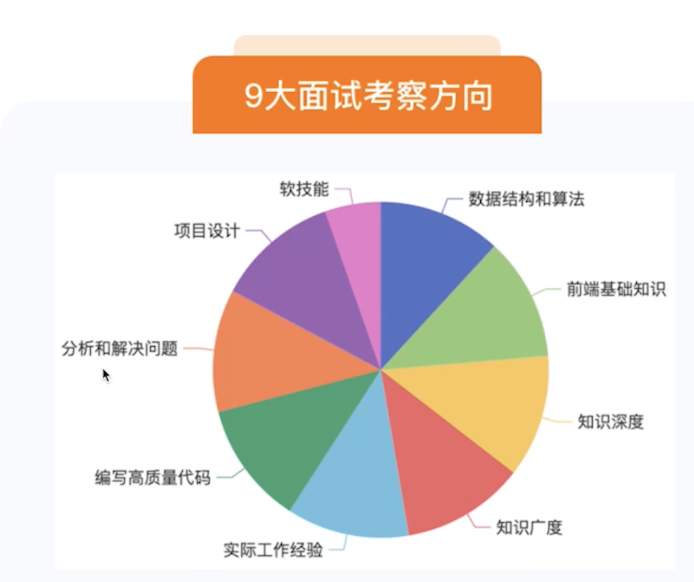 9大面试考察方向
软技能
数据结构和算法
项目设计
前端基础知识
分析和解决问题
知识深度
编写高质量代码
知识广度
实际工作经验